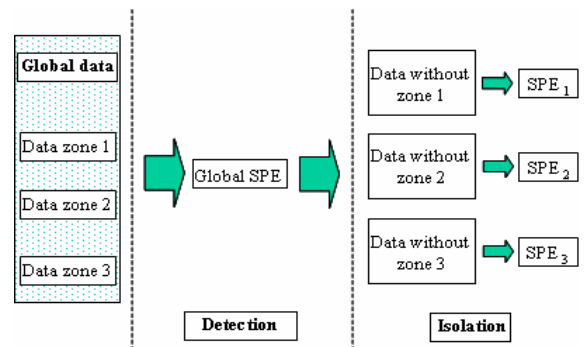 Global data
Data zone 1
Data zone 2
Data zone 3
Global SPE
Detection
Data without
zone 1
SPE 1
Data without
zone 2
SPE 2
Data without
zone 3
SPE 3
Isolation